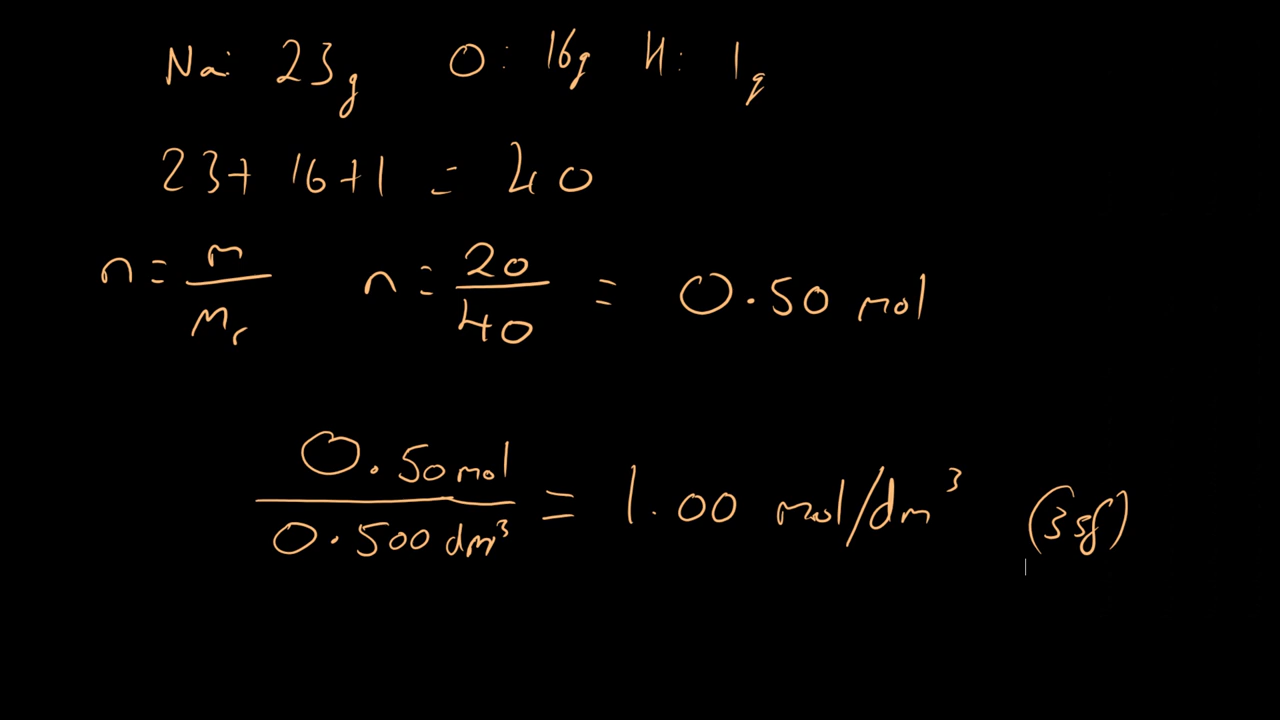 Na: 23g O: 16g H: 1g
23+ 16+1 = 40
n = m/Mr n = 20/40 = 0.50 mol
0.50 mol/0.500 dm³ = 1.00 mol/dm³ (3sf)